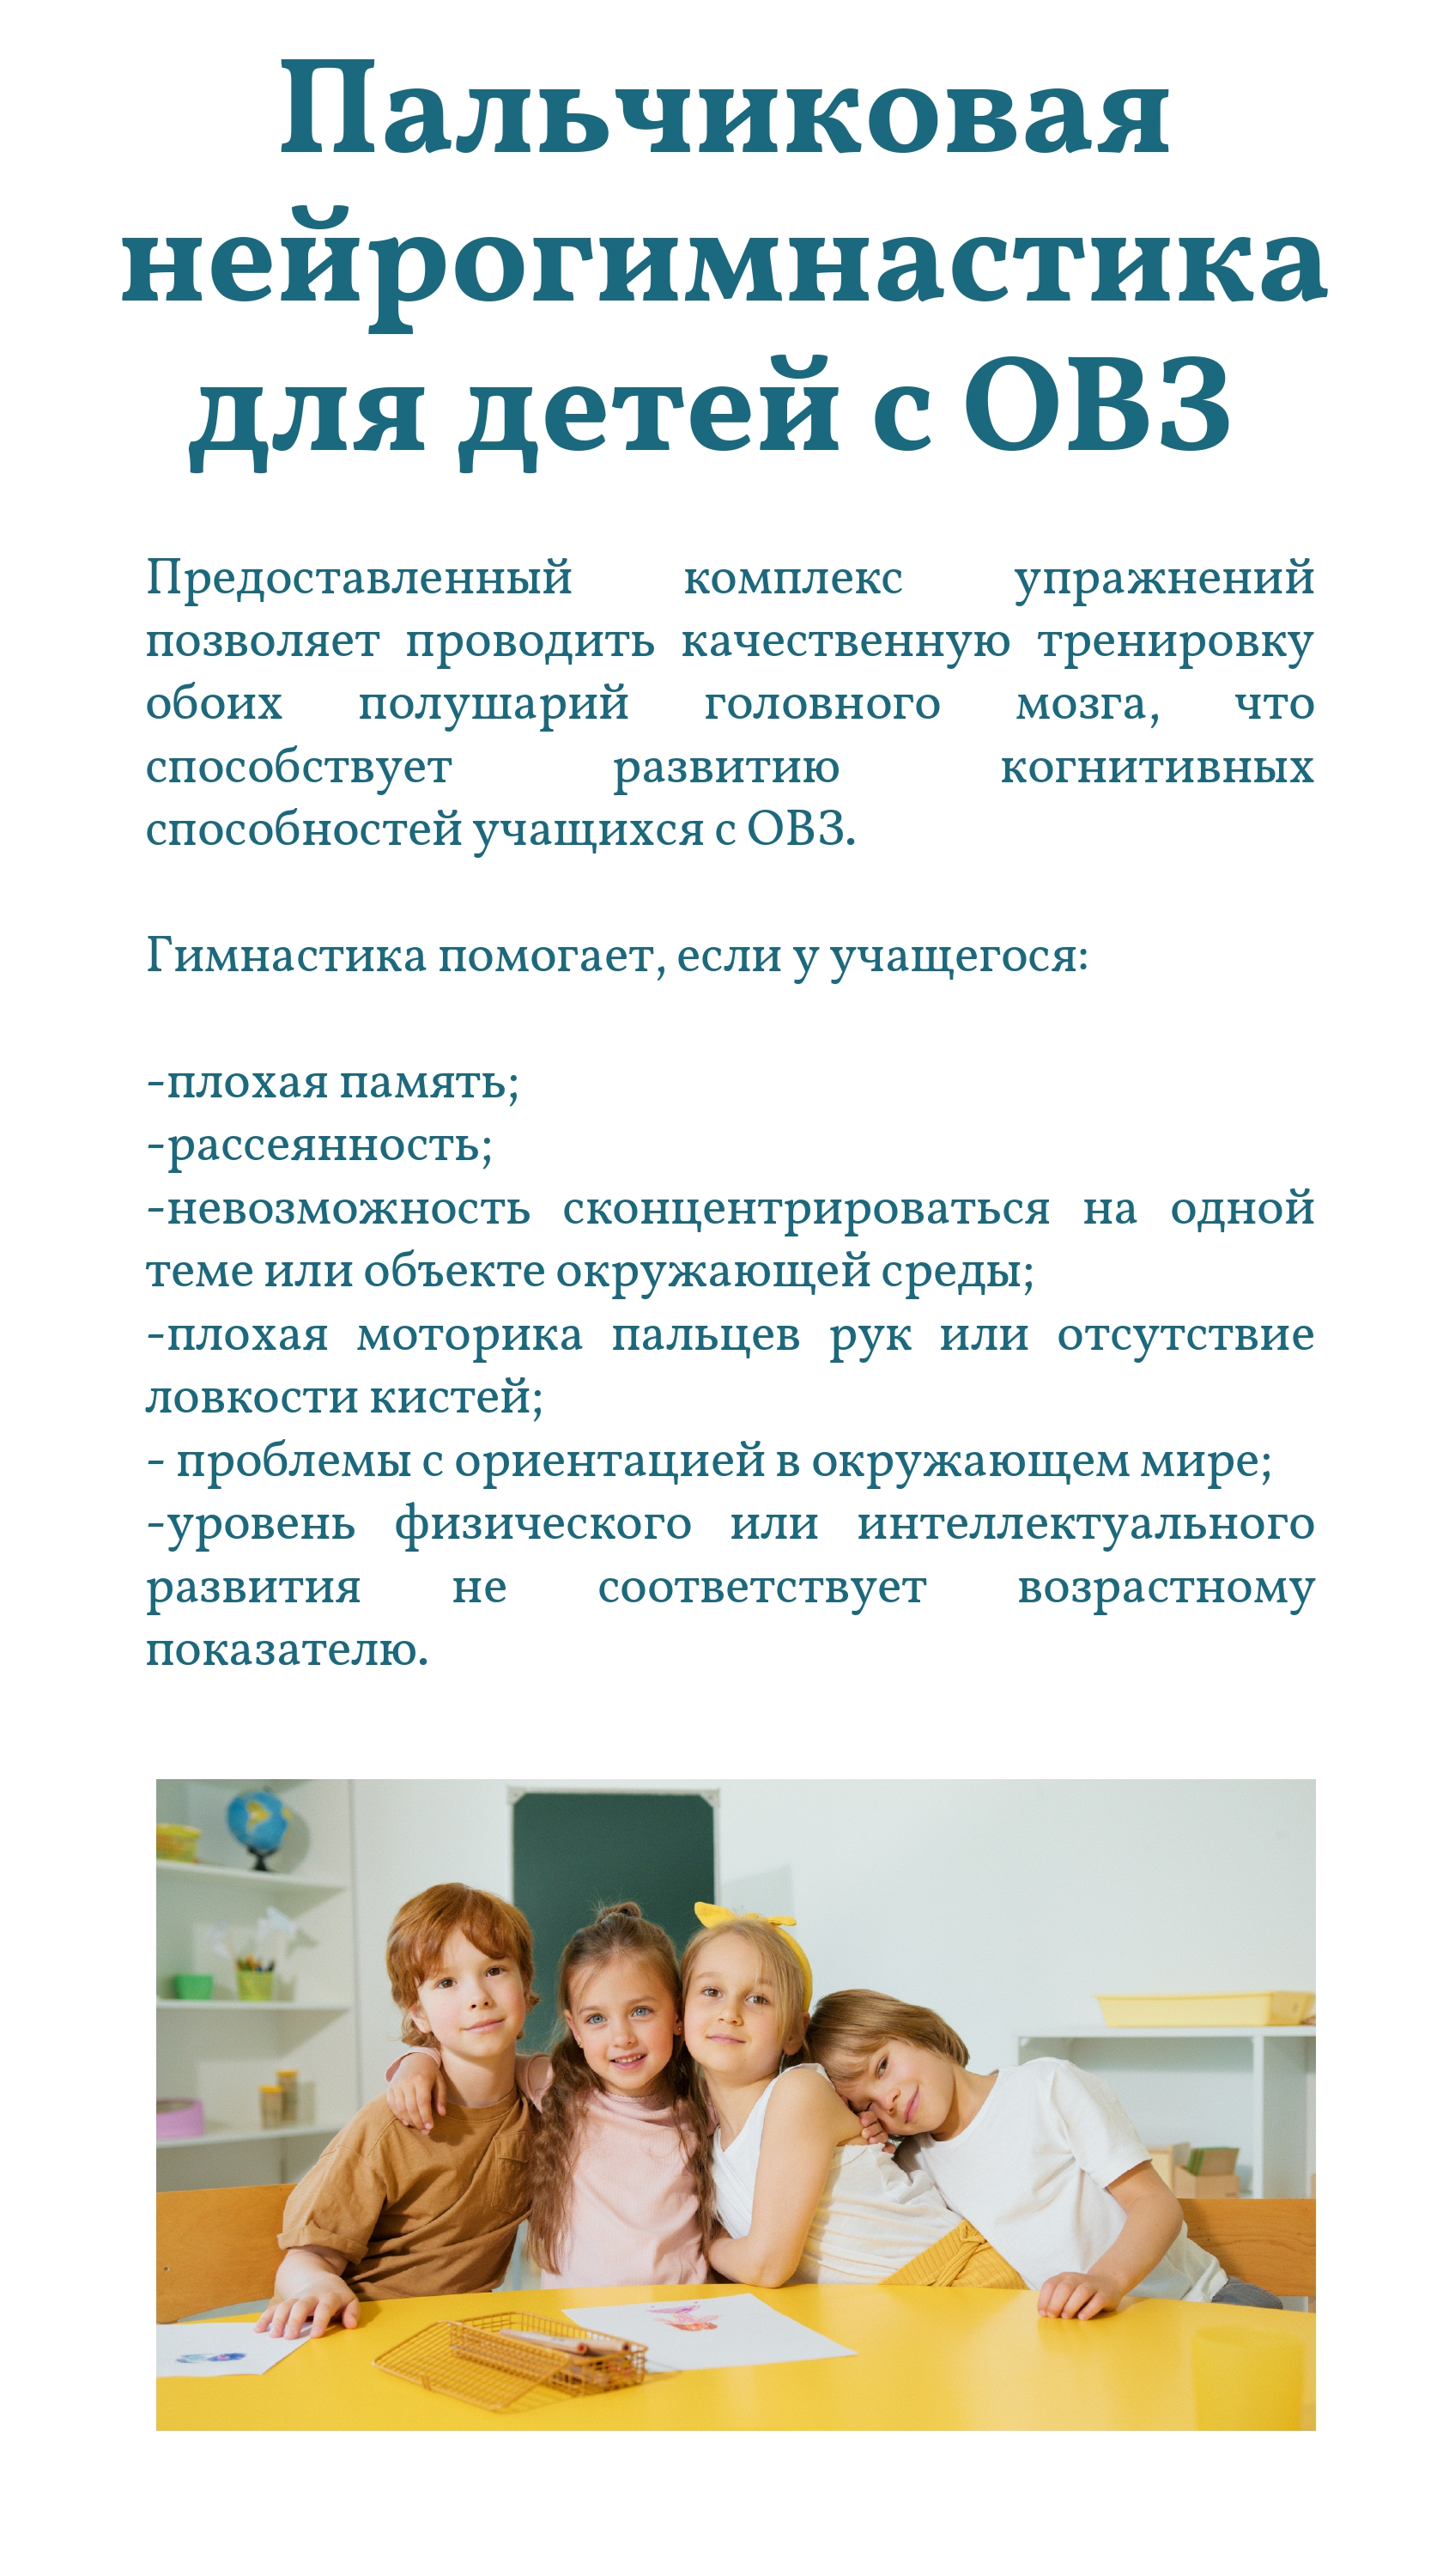 Пальчиковая
нейрогимнастика
для детей с ОВЗ
Предоставленный комплекс упражнений
позволяет проводить качественную тренировку
обоих полушарий головного мозга, что
способствует развитию когнитивных
способностей учащихся с ОВЗ.
Гимнастика помогает, если у учащегося:
-плохая память;
-рассеянность;
-невозможность сконцентрироваться на одной
теме или объекте окружающей среды;
-плохая моторика пальцев рук или отсутствие
ловкости кистей;
- проблемы с ориентацией в окружающем мире;
-уровень физического или интеллектуального
развития не соответствует возрастному
показателю.